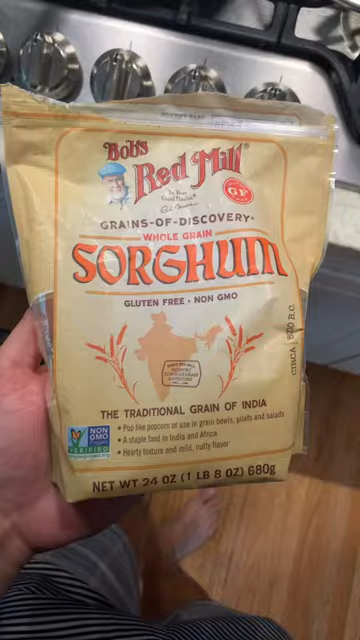 Bob's
Red Mill®
GF
GRAINS-OF-DISCOVERY®
WHOLE GRAIN
SORGHUM
GLUTEN FREE • NON GMO
CIRCA
B.C.
THE TRADITIONAL GRAIN OF INDIA
• Pop like popcorn or use in grain bowls, pilafs and salads
• A staple food in India and Africa
• Hearty texture and mild, nutty flavor
NON
GMO
Project
VERIFIED
NET WT 24 OZ (1 LB 8 OZ) 680g